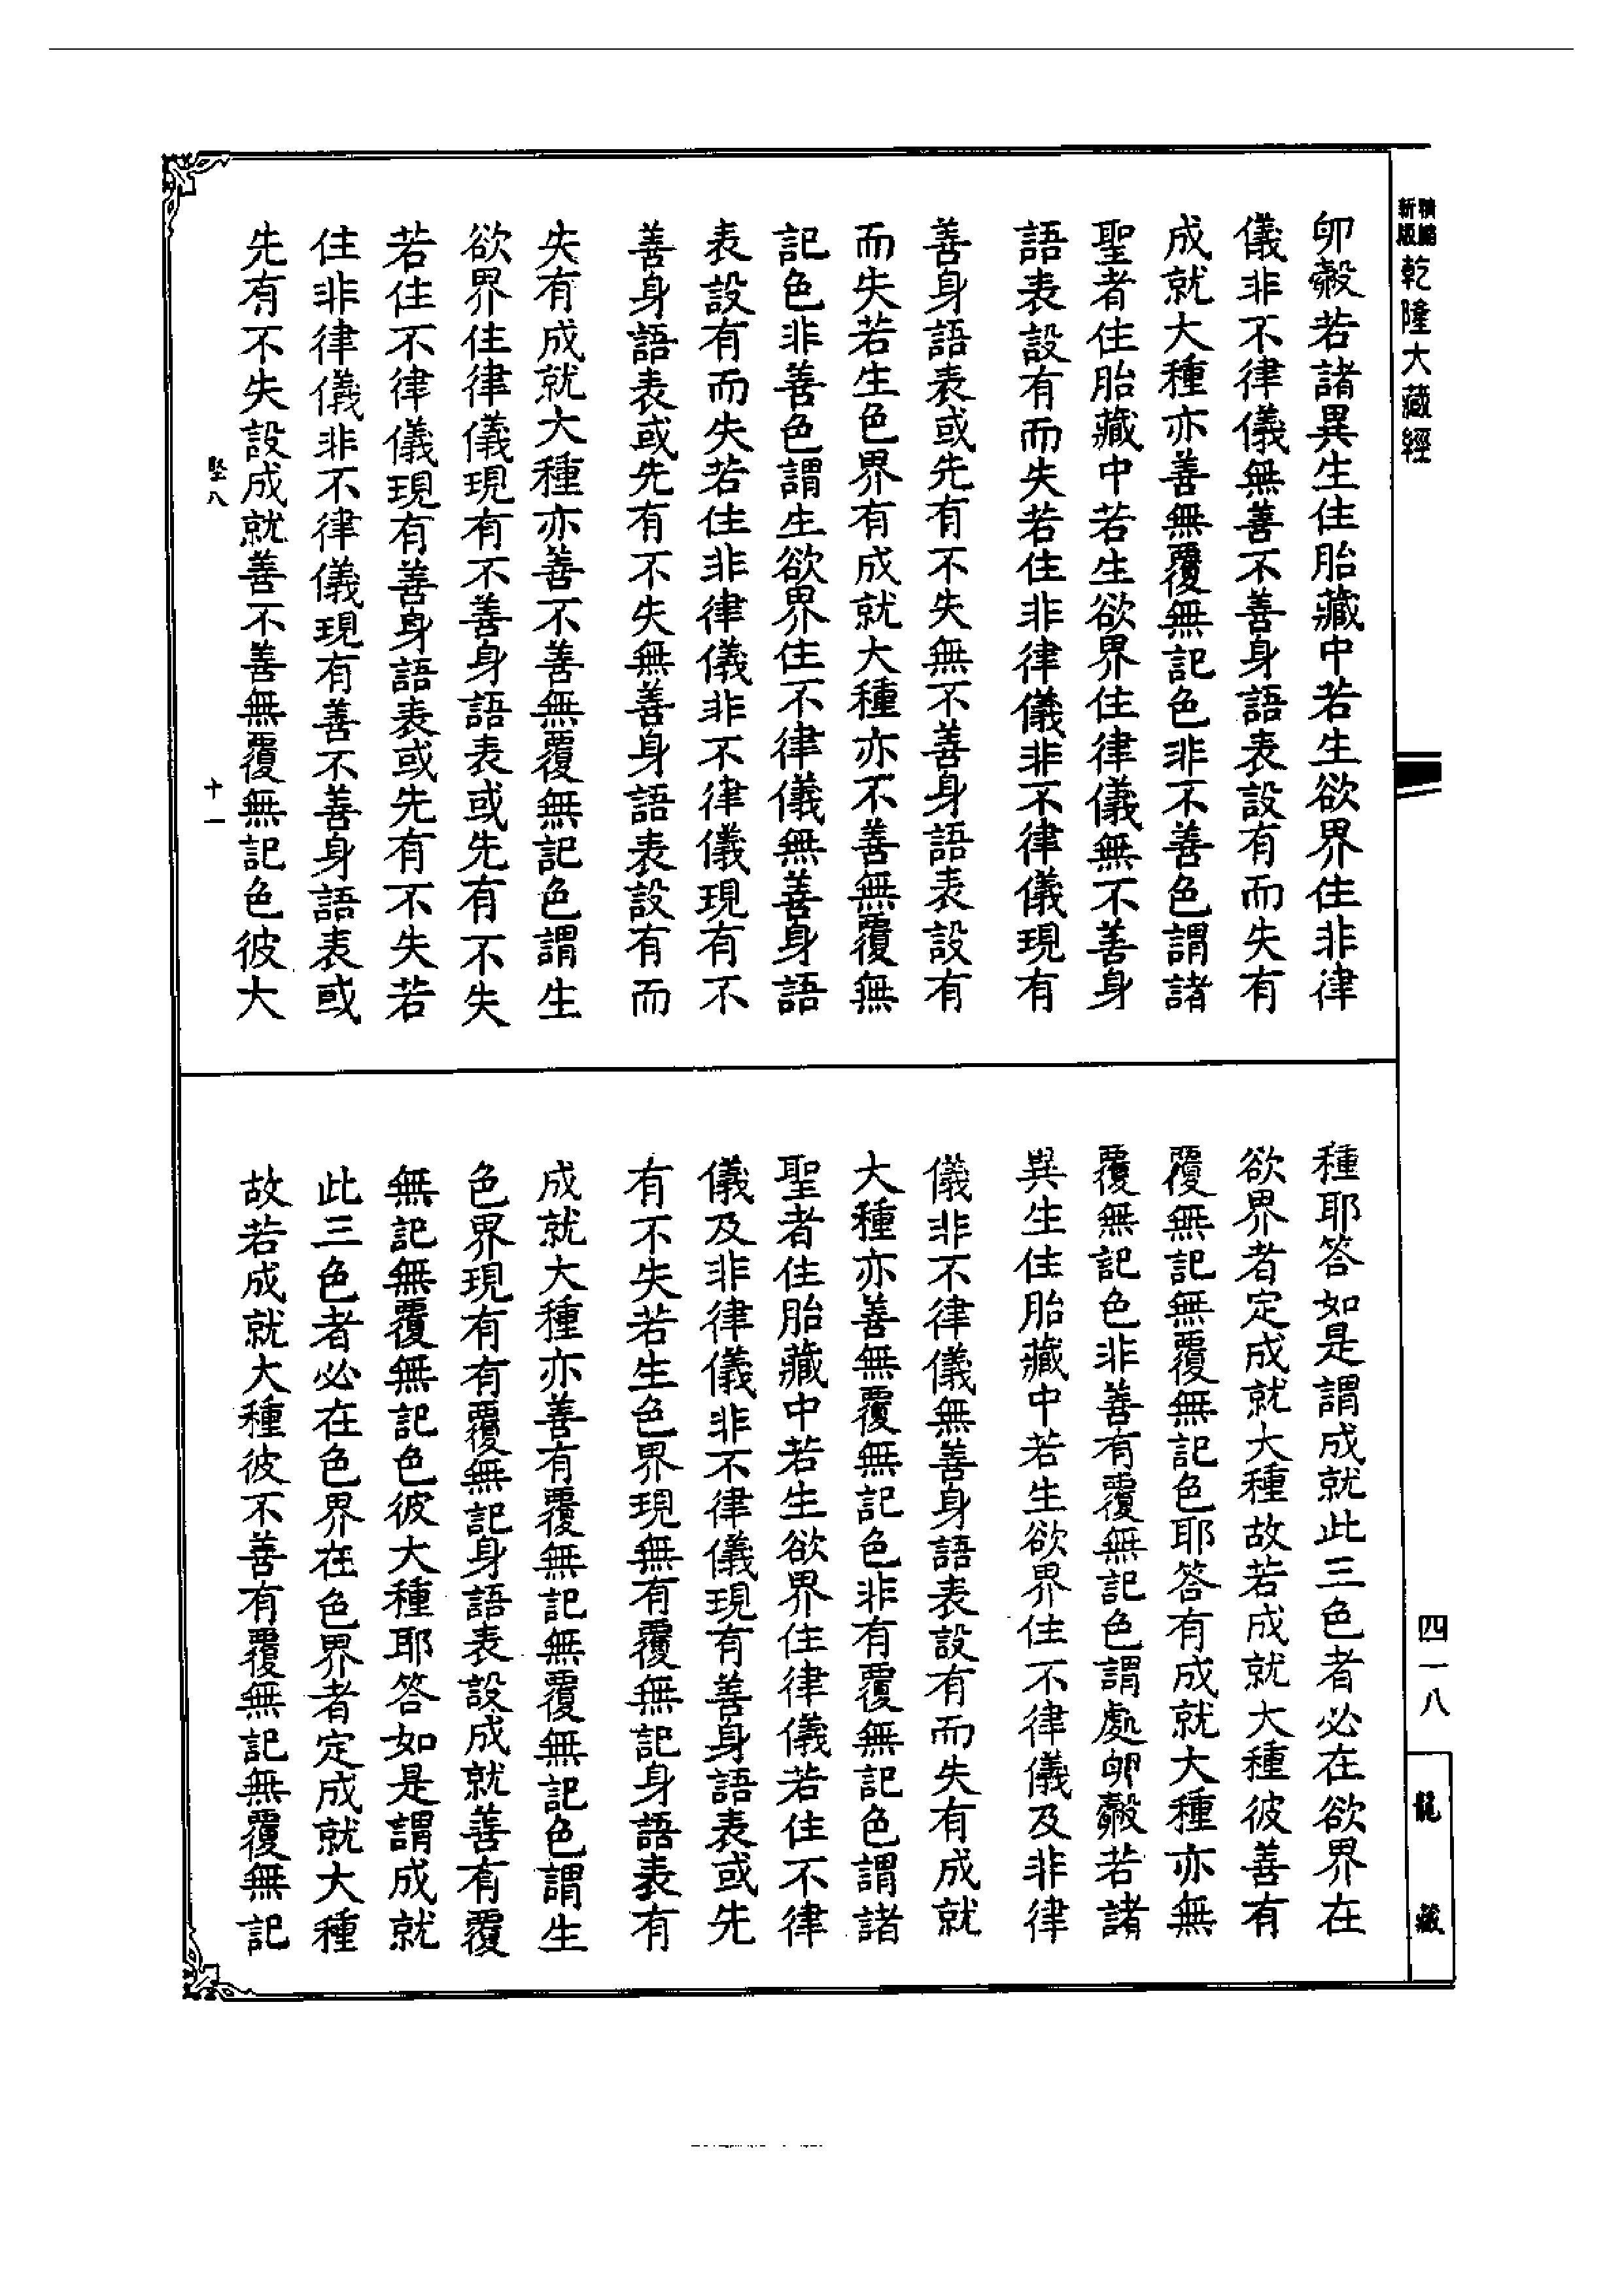 新精
版縮
乾隆大藏經
卵㲉若諸異生住胎藏中若生欲界住非律
儀非不律儀無善不善身語表設有而失有
成就大種亦善無覆無記色非不善色謂諸
聖者住胎藏中若生欲界住律儀無不善身
語表設有而失若住非律儀非不律儀現有
善身語表或先有不失無不善身語表設有
而失若生色界有成就大種亦不善無覆無
記色非善色謂生欲界住不律儀無善身語
表設有而失若住非律儀非不律儀現有不
善身語表或先有不失無善身語表設有而
失有成就大種亦善不善無覆無記色謂生
欲界住律儀現有不善身語表或先有不失
若住不律儀現有善身語表或先有不失若
住非律儀非不律儀現有善不善身語表或
先有不失設成就善不善無覆無記色彼大
堅八
十一
種耶答如是謂成就此三色者必在欲界在
欲界者定成就大種故若成就大種彼善有
覆無記無覆無記色耶答有成就大種亦無
覆無記色非善有覆無記色謂處卵㲉若諸
異生住胎藏中若生欲界住不律儀及非律
儀非不律儀無善身語表設有而失有成就
大種亦善無覆無記色非有覆無記色謂諸
聖者住胎藏中若生欲界住律儀若住不律
儀及非律儀非不律儀現有善身語表或先
有不失若生色界現無有覆無記身語表有
成就大種亦善有覆無記無覆無記色謂生
色界現有有覆無記身語表設成就善有覆
無記無覆無記色彼大種耶答如是謂成就
此三色者必在色界在色界者定成就大種
故若成就大種彼不善有覆無記無覆無記
四一八
龍藏